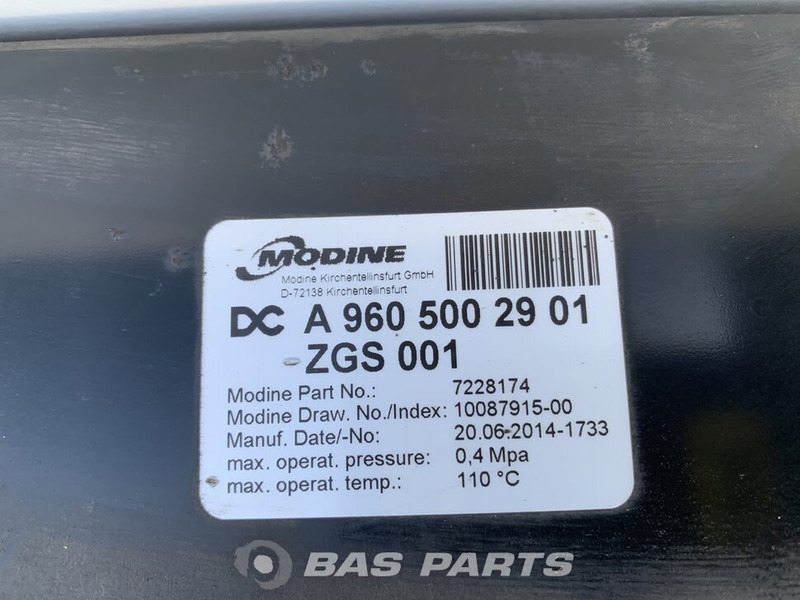 MODINE
Modine Kirchentellinsfurt GmbH
D-72138 Kirchentellinsfurt
DC A 960 500 29 01
ZGS 001
Modine Part No.: 7228174
Modine Draw. No./Index: 10087915-00
Manuf. Date/-No: 20.06.2014-1733
max. operat. pressure: 0,4 Mpa
max. operat. temp.: 110 °C
BAS PARTS